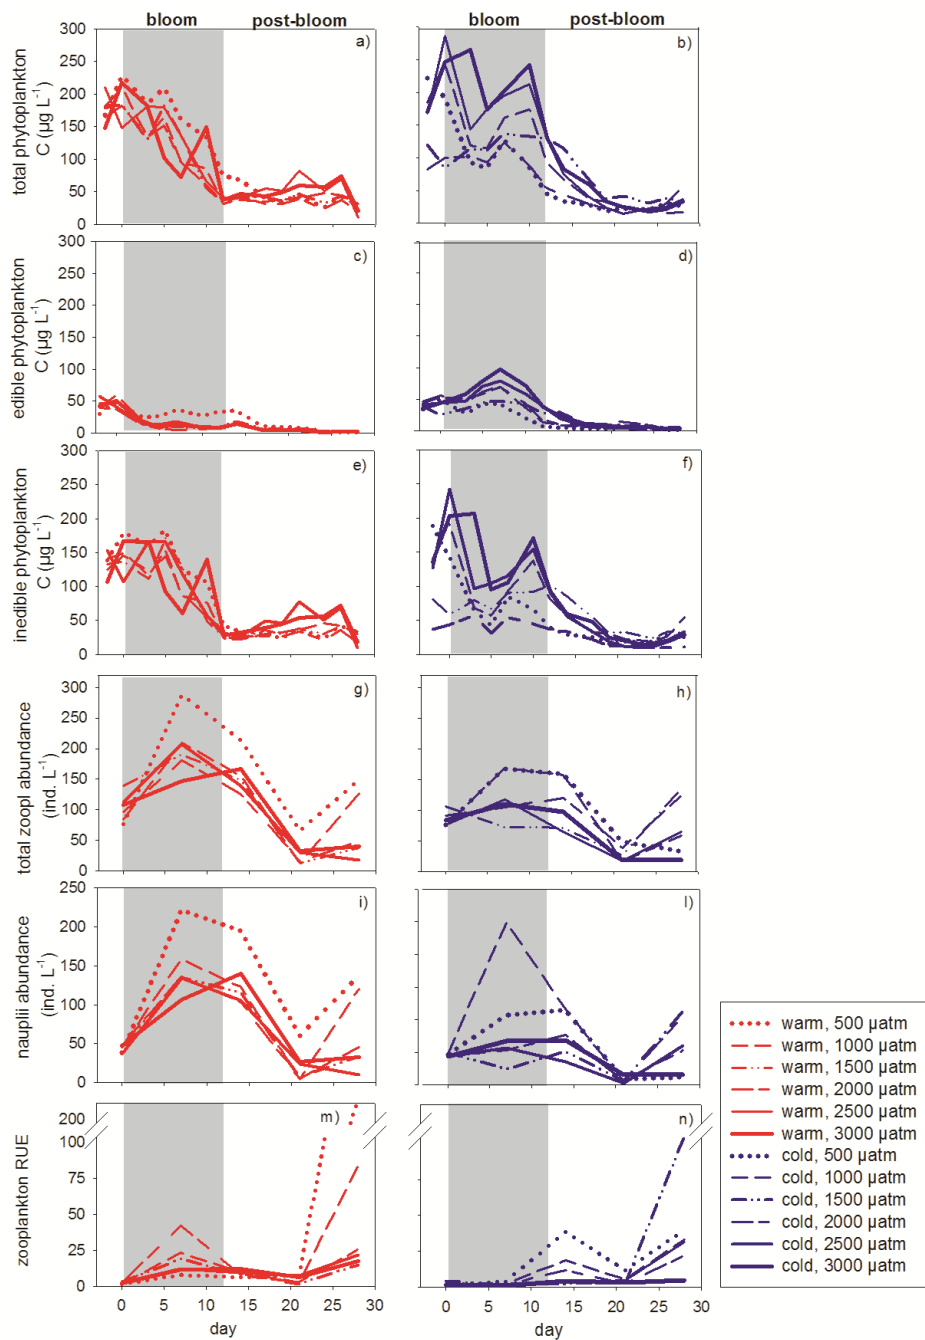 bloom post-bloom bloom post-bloom
total phytoplankton
C (µg L-1)
300
250
200
150
100
50
0
a)
b)
edible phytoplankton
C (µg L-1)
300
250
200
150
100
50
0
c)
d)
inedible phytoplankton
C (µg L-1)
300
250
200
150
100
50
0
e)
f)
total zoopl abundance
(ind. L-1)
300
250
200
150
100
50
0
g)
h)
nauplii abundance
(ind. L-1)
250
200
150
100
50
0
i)
l)
zooplankton RUE
200
100
75
50
25
0
m)
n)
0 5 10 15 20 25 30
day
0 5 10 15 20 25 30
day
warm, 500 µatm
warm, 1000 µatm
warm, 1500 µatm
warm, 2000 µatm
warm, 2500 µatm
warm, 3000 µatm
cold, 500 µatm
cold, 1000 µatm
cold, 1500 µatm
cold, 2000 µatm
cold, 2500 µatm
cold, 3000 µatm